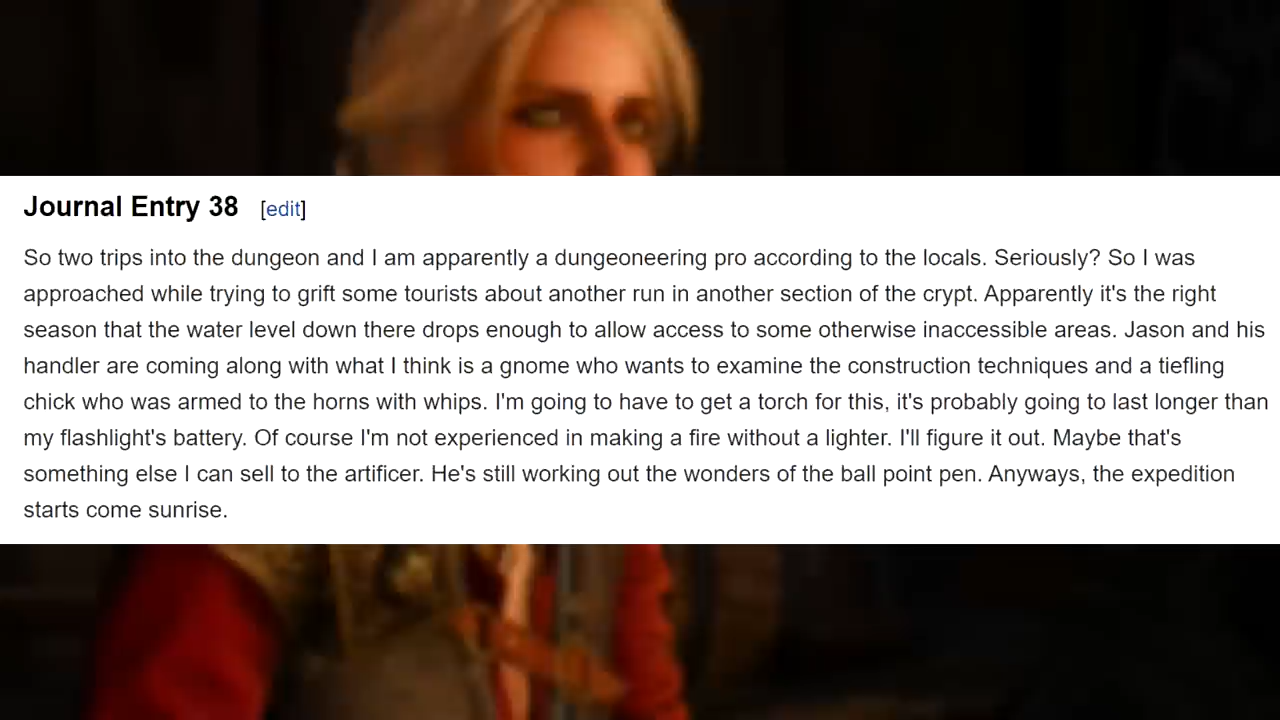 Journal Entry 38 [edit]
So two trips into the dungeon and I am apparently a dungeoneering pro according to the locals. Seriously? So I was
approached while trying to grift some tourists about another run in another section of the crypt. Apparently it's the right
season that the water level down there drops enough to allow access to some otherwise inaccessible areas. Jason and his
handler are coming along with what I think is a gnome who wants to examine the construction techniques and a tiefling
chick who was armed to the horns with whips. I'm going to have to get a torch for this, it's probably going to last longer than
my flashlight's battery. Of course I'm not experienced in making a fire without a lighter. I'll figure it out. Maybe that's
something else I can sell to the artificer. He's still working out the wonders of the ball point pen. Anyways, the expedition
starts come sunrise.